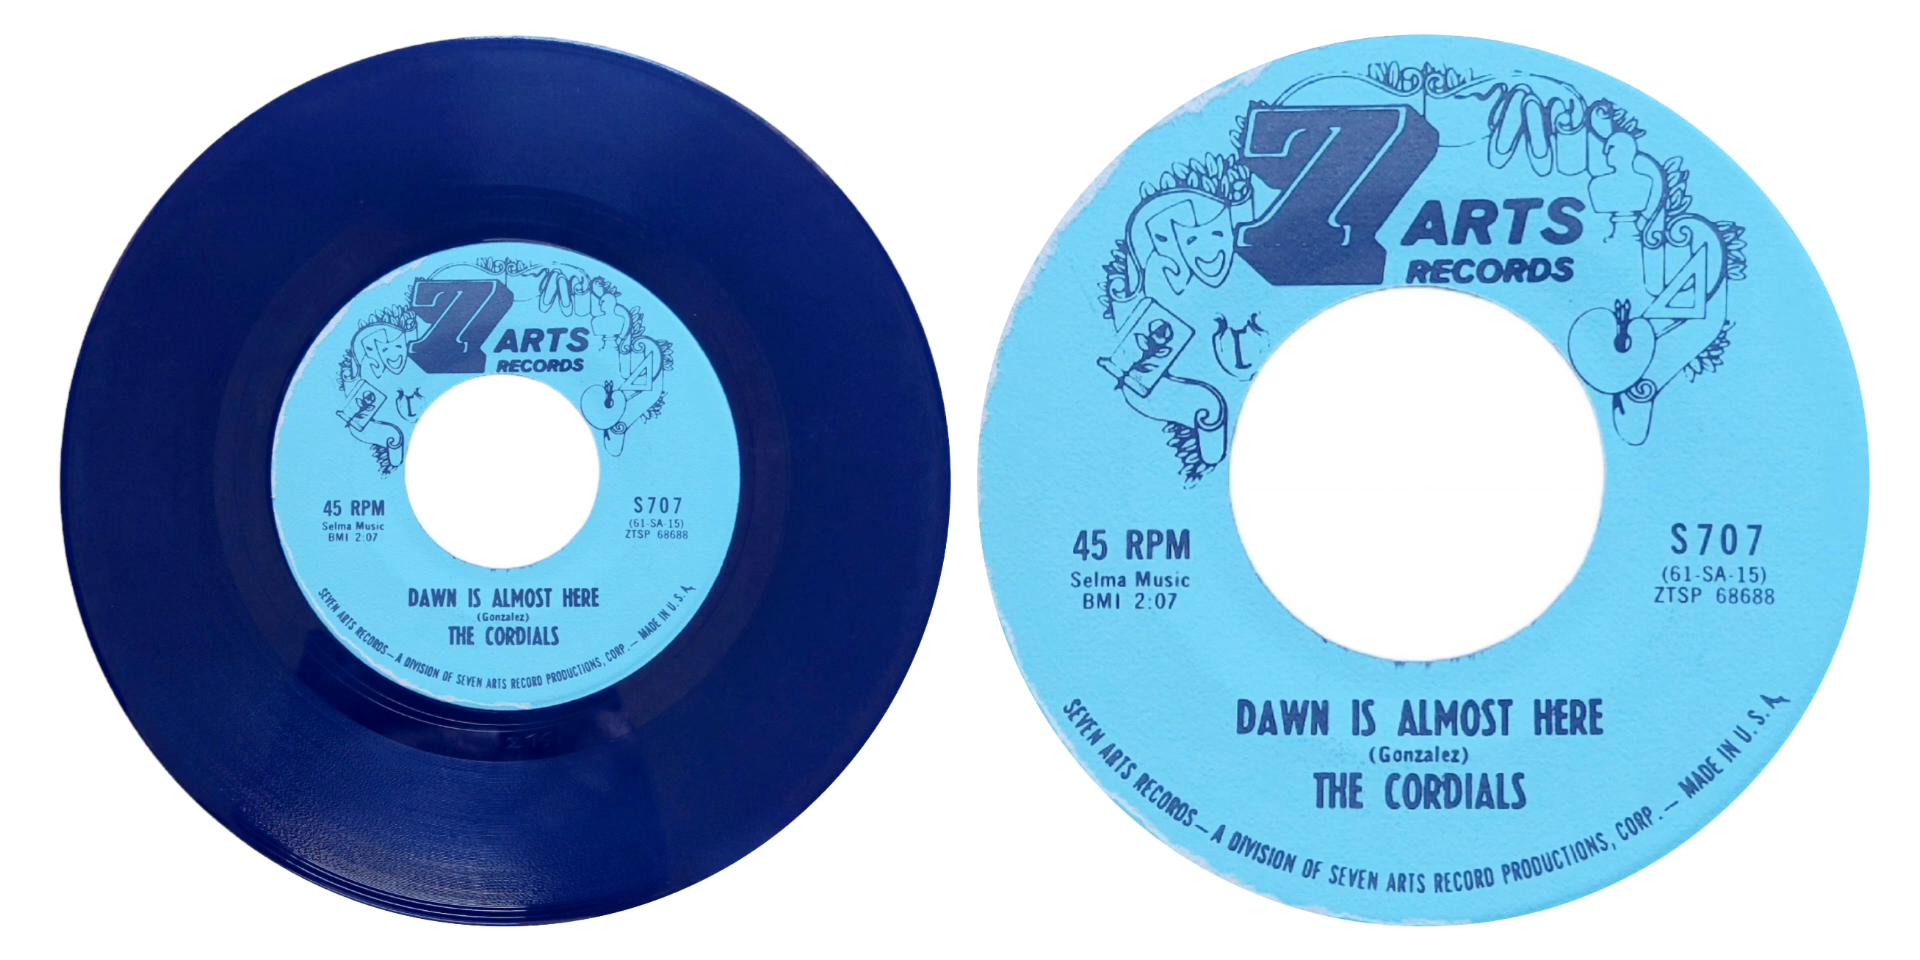 7 ARTS
RECORDS
45 RPM
Selma Music
BMI 2:07
S707
(61-SA-15)
ZTSP 68688
DAWN IS ALMOST HERE
(Gonzalez)
THE CORDIALS
SEVEN ARTS RECORDS—A DIVISION OF SEVEN ARTS RECORD PRODUCTIONS, CORP.—MADE IN U.S.A.
7 ARTS
RECORDS
45 RPM
Selma Music
BMI 2:07
S707
(61-SA-15)
ZTSP 68688
DAWN IS ALMOST HERE
(Gonzalez)
THE CORDIALS
SEVEN ARTS RECORDS—A DIVISION OF SEVEN ARTS RECORD PRODUCTIONS, CORP.—MADE IN U.S.A